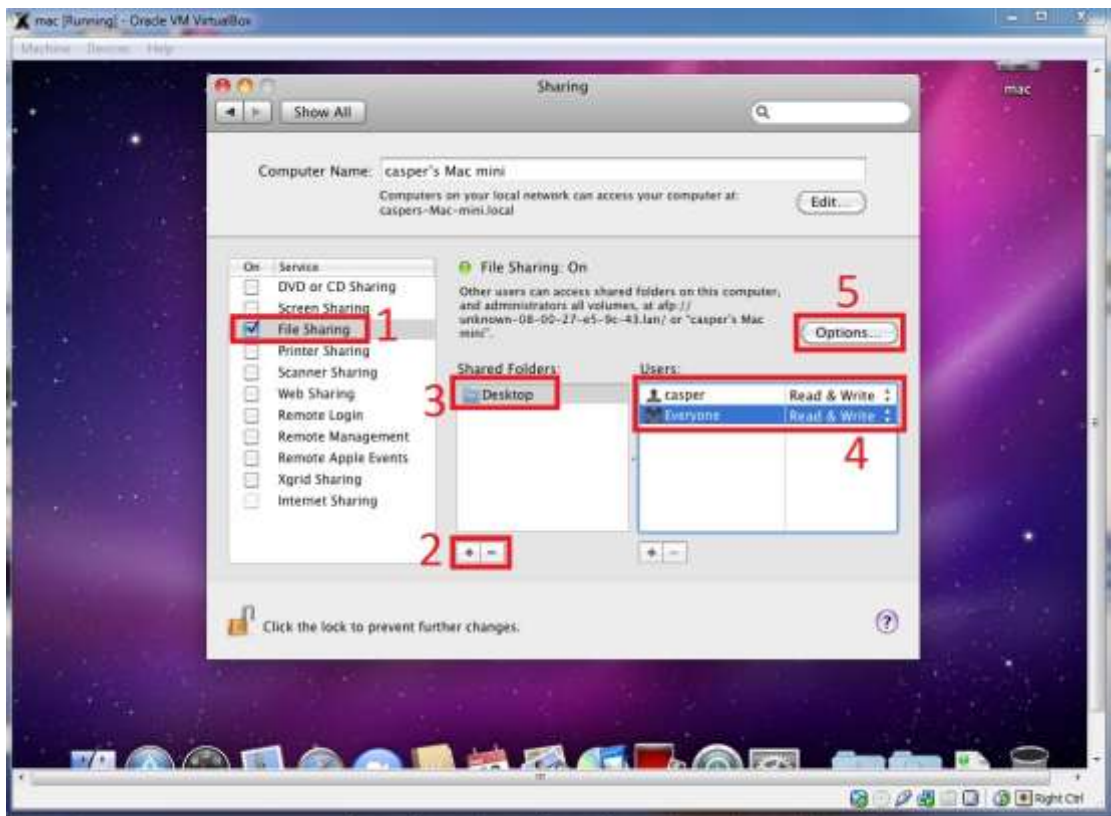 mac [Running] - Oracle VM VirtualBox
Machine Devices Help
mac
Sharing
Show All
Computer Name: casper's Mac mini
Computers on your local network can access your computer at:
caspers-Mac-mini.local
Edit...
On Service
DVD or CD Sharing
Screen Sharing
File Sharing
Printer Sharing
Scanner Sharing
Web Sharing
Remote Login
Remote Management
Remote Apple Events
Xgrid Sharing
Internet Sharing
1
File Sharing: On
Other users can access shared folders on this computer,
and administrators all volumes, at afp://
unknown-08-00-27-e5-9c-43.lan/ or "casper's Mac
mini".
5
Options...
Shared Folders:
3
Desktop
2
+ -
Users:
casper Read & Write
Everyone Read & Write
4
+ -
Click the lock to prevent further changes.
?
Right Ctrl